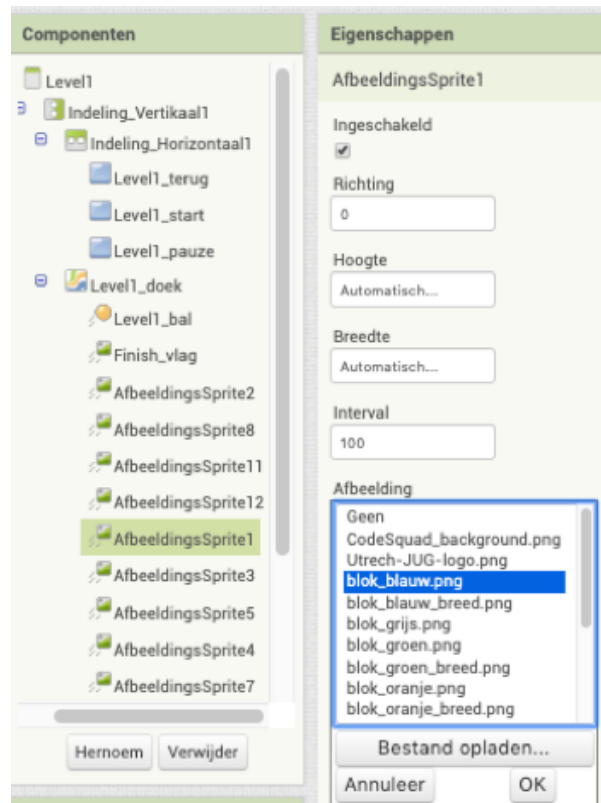 Componenten
Level1
Indeling_Vertikaal1
Indeling_Horizontaal1
Level1_terug
Level1_start
Level1_pauze
Level1_doek
Level1_bal
Finish_vlag
AfbeeldingsSprite2
AfbeeldingsSprite8
AfbeeldingsSprite11
AfbeeldingsSprite12
AfbeeldingsSprite1
AfbeeldingsSprite3
AfbeeldingsSprite5
AfbeeldingsSprite4
AfbeeldingsSprite7
Hernoem Verwijder
Eigenschappen
AfbeeldingsSprite1
Ingeschakeld
Richting
0
Hoogte
Automatisch...
Breedte
Automatisch...
Interval
100
Afbeelding
Geen
CodeSquad_background.png
Utrech-JUG-logo.png
blok_blauw.png
blok_blauw_breed.png
blok_grijs.png
blok_groen.png
blok_groen_breed.png
blok_oranje.png
blok_oranje_breed.png
Bestand opladen...
Annuleer OK